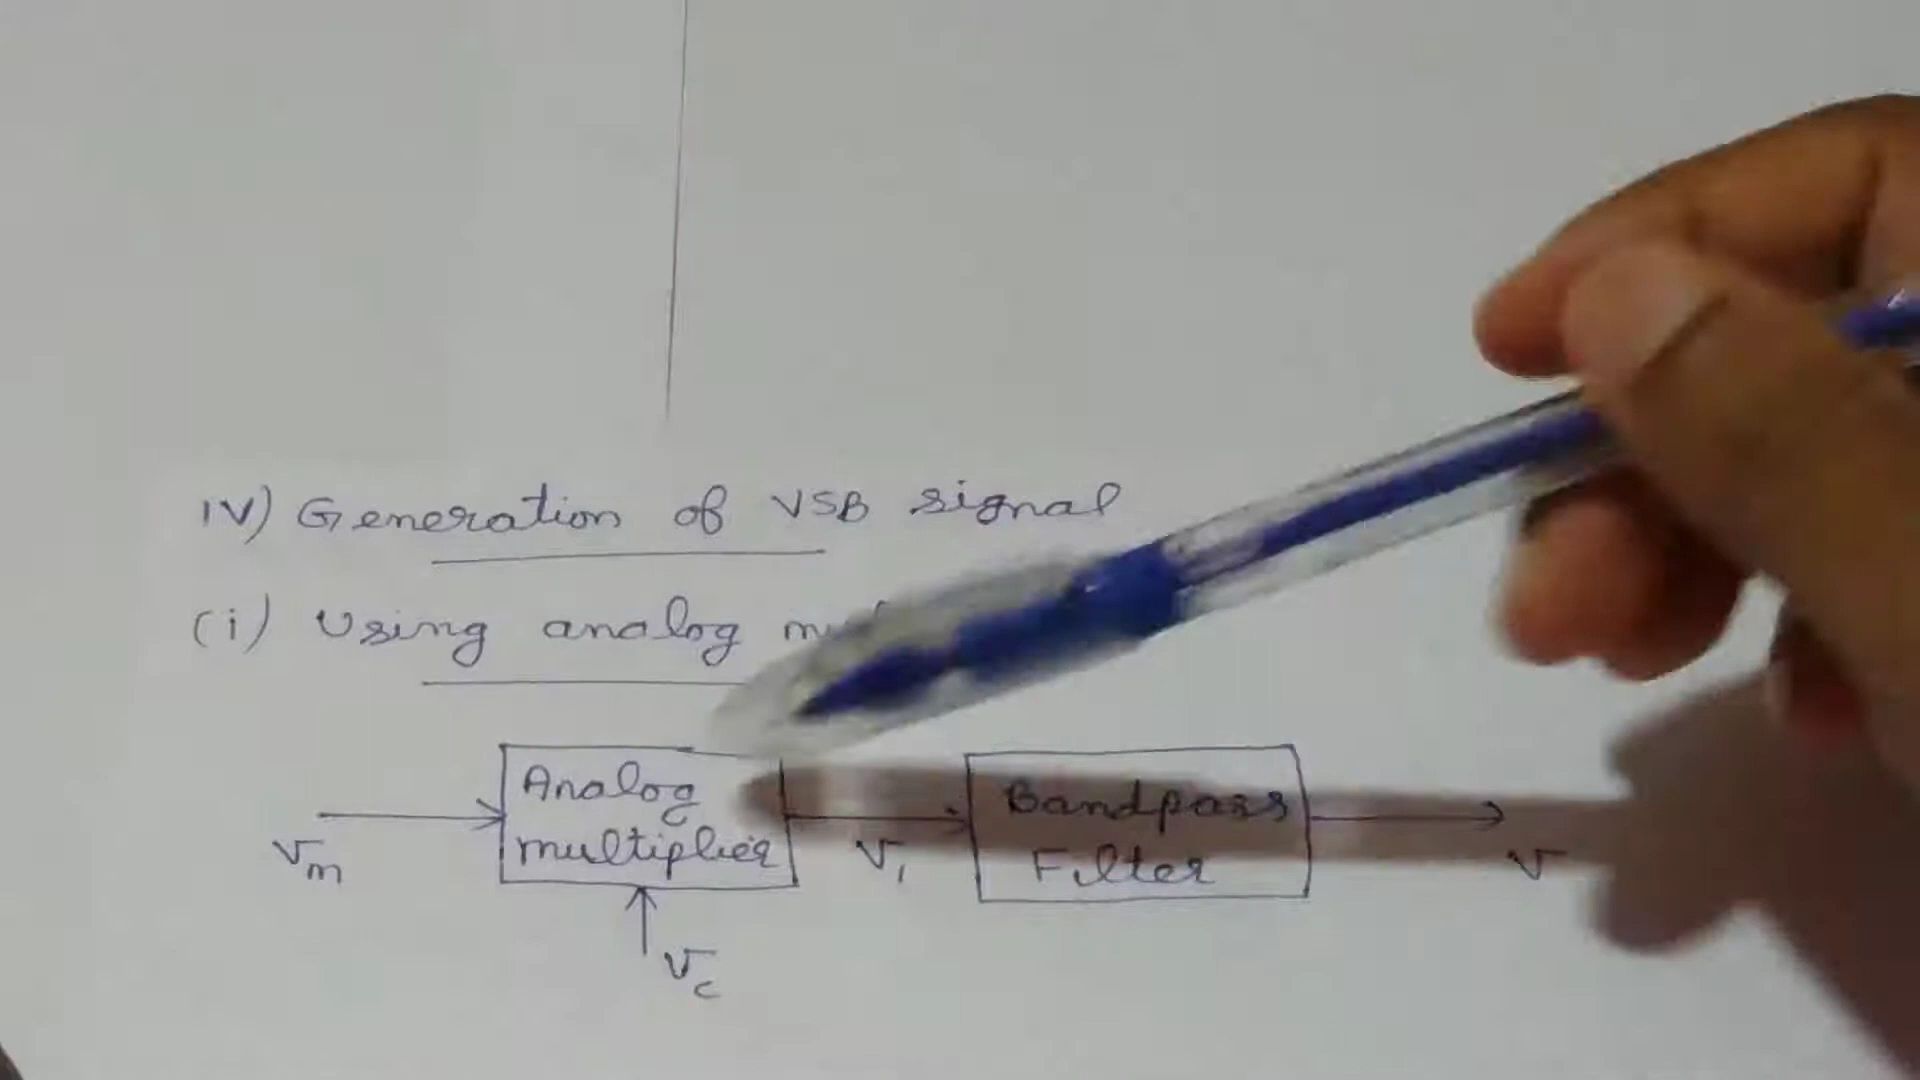 IV) Generation of VSB signal
(i) Using analog
Analog
multiplier
Bandpass
Filter
Vm
V1
V
Vc